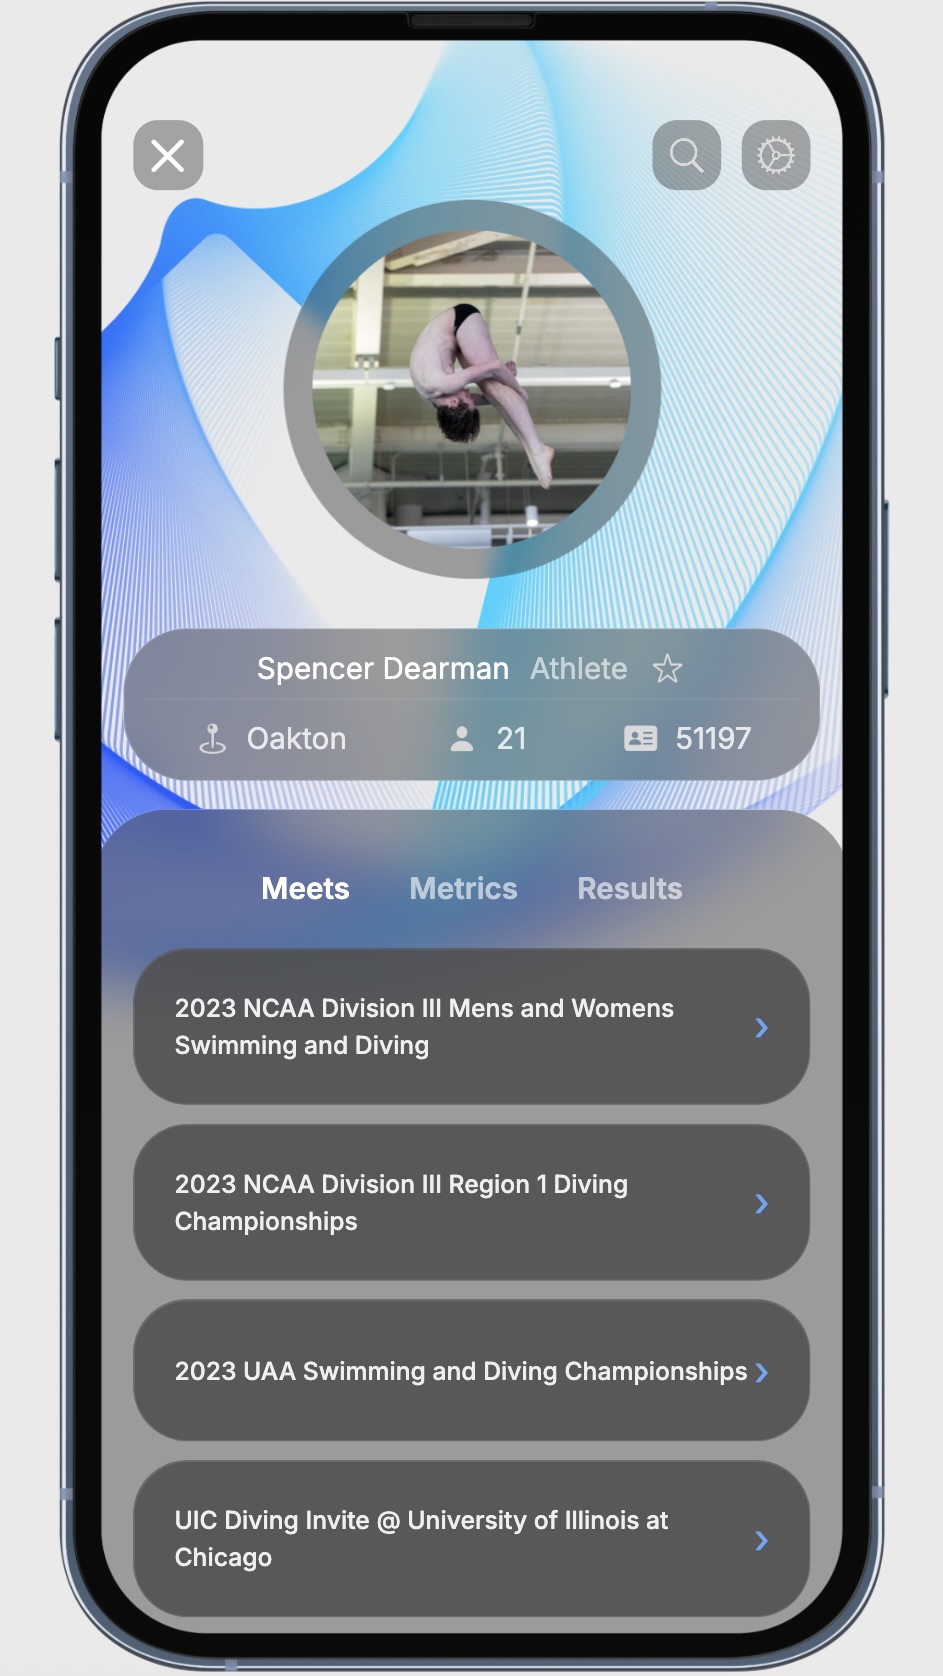 Spencer Dearman Athlete
Oakton 21 51197
Meets Metrics Results
2023 NCAA Division III Mens and Womens
Swimming and Diving
2023 NCAA Division III Region 1 Diving
Championships
2023 UAA Swimming and Diving Championships
UIC Diving Invite @ University of Illinois at
Chicago